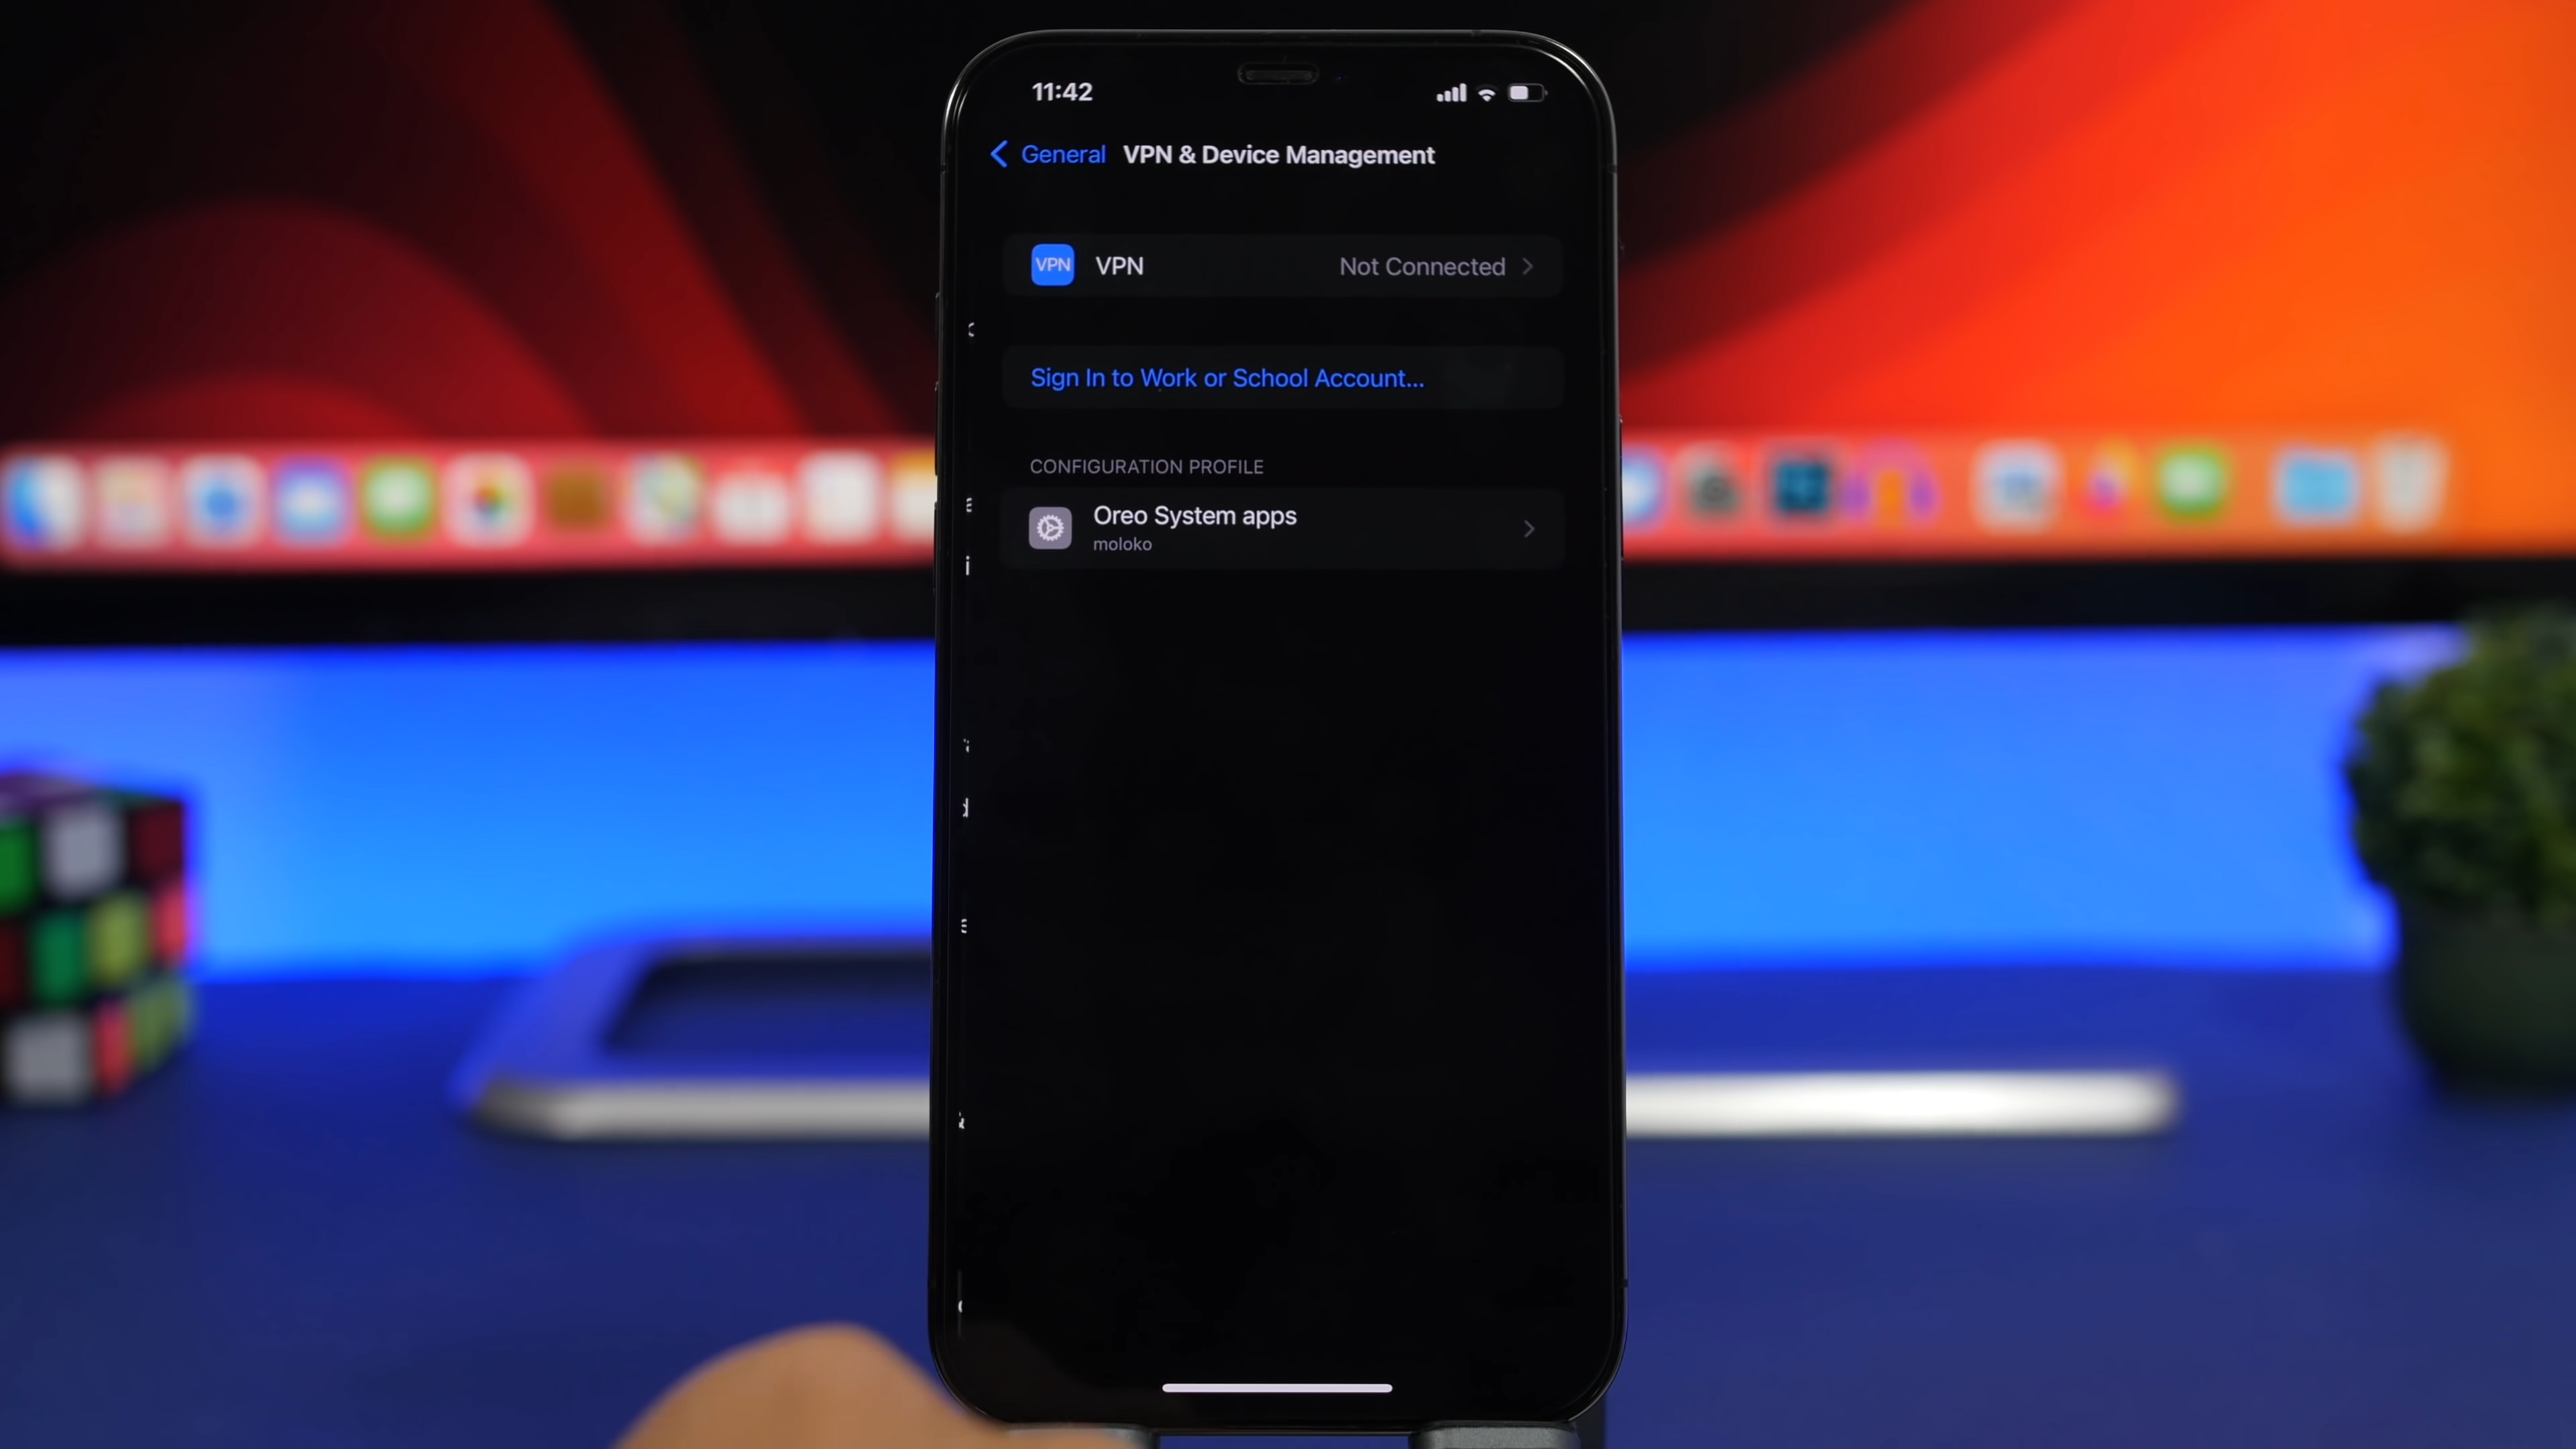 11:42
General VPN & Device Management
VPN VPN Not Connected
Sign In to Work or School Account...
CONFIGURATION PROFILE
Oreo System apps
moloko